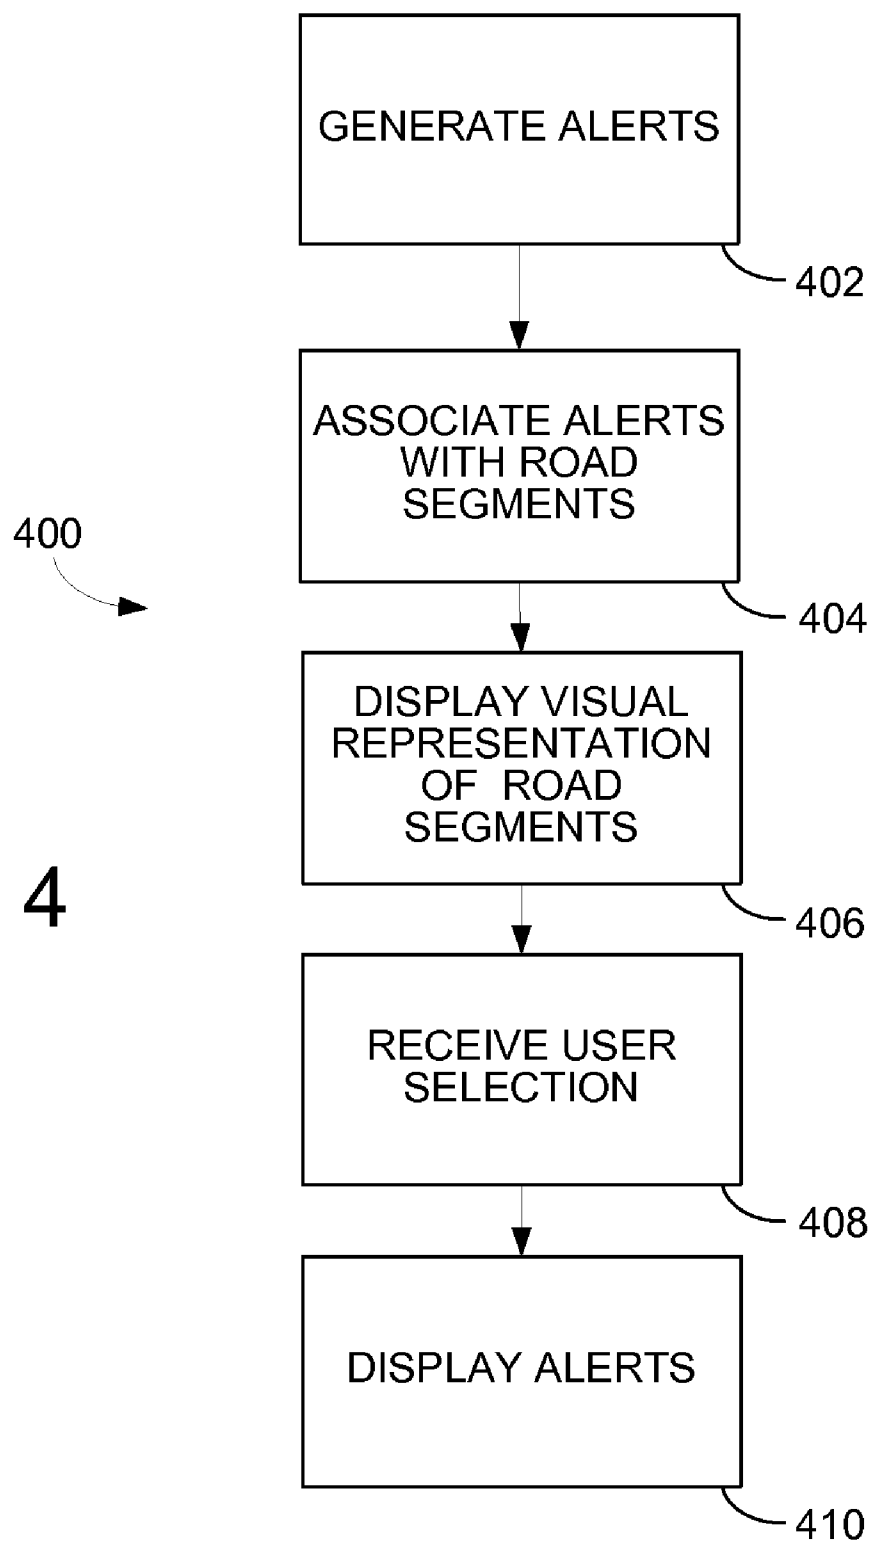 GENERATE ALERTS
402
ASSOCIATE ALERTS
WITH ROAD
SEGMENTS
400
404
DISPLAY VISUAL
REPRESENTATION
OF ROAD
SEGMENTS
4
406
RECEIVE USER
SELECTION
408
DISPLAY ALERTS
410